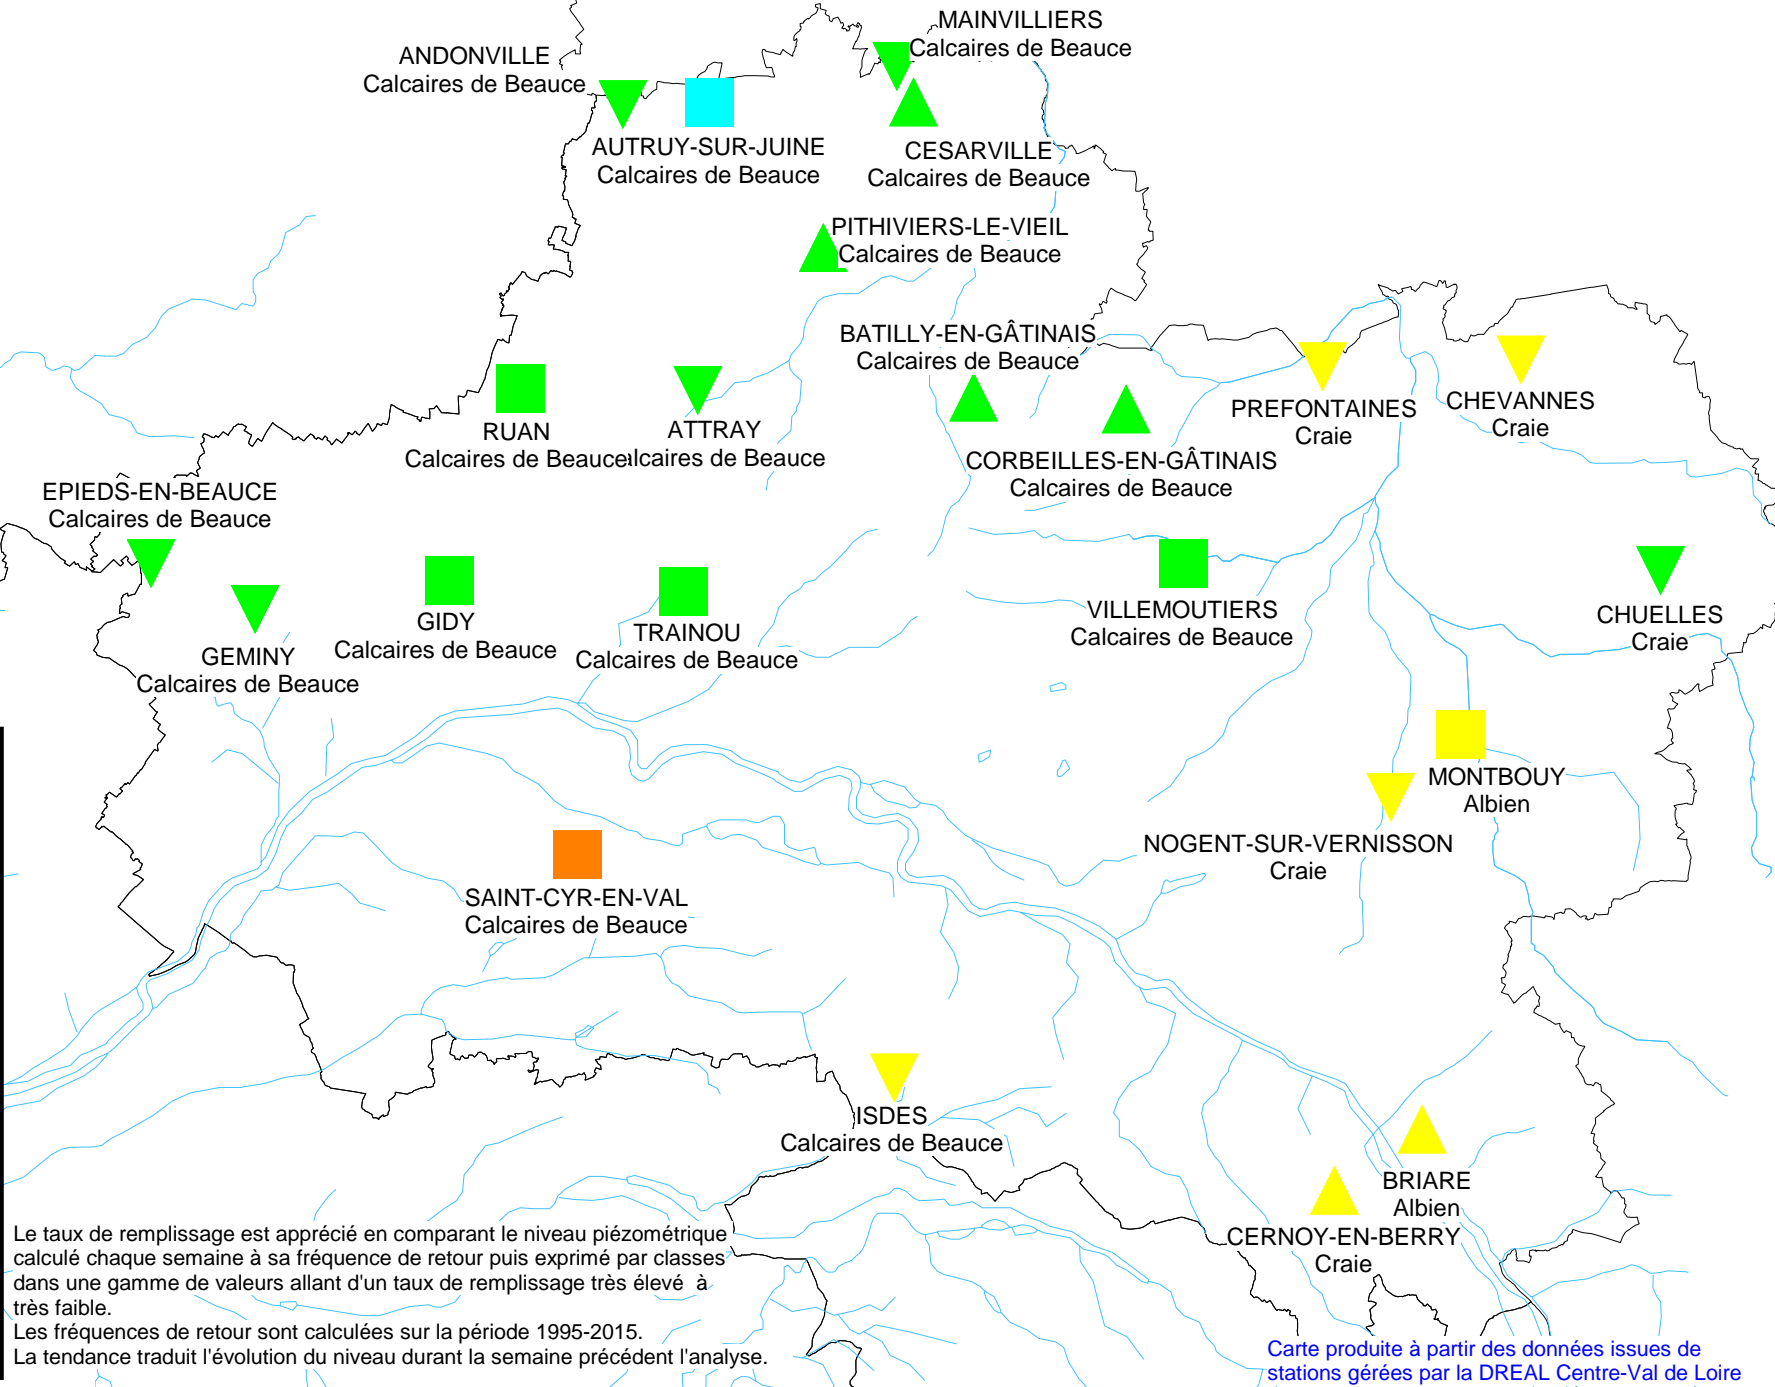 MAINVILLIERS
Calcaires de Beauce
ANDONVILLE
Calcaires de Beauce
AUTRUY-SUR-JUINE
Calcaires de Beauce
CESARVILLE
Calcaires de Beauce
PITHIVIERS-LE-VIEIL
Calcaires de Beauce
BATILLY-EN-GÂTINAIS
Calcaires de Beauce
PREFONTAINES
Craie
CHEVANNES
Craie
RUAN
Calcaires de Beauce
ATTRAY
alcaires de Beauce
CORBEILLES-EN-GÂTINAIS
Calcaires de Beauce
EPIEDS-EN-BEAUCE
Calcaires de Beauce
GIDY
Calcaires de Beauce
TRAINOU
Calcaires de Beauce
VILLEMOUTIERS
Calcaires de Beauce
CHUELLES
Craie
GEMINY
Calcaires de Beauce
MONTBOUY
Albien
NOGENT-SUR-VERNISSON
Craie
SAINT-CYR-EN-VAL
Calcaires de Beauce
ISDES
Calcaires de Beauce
BRIARE
Albien
CERNOY-EN-BERRY
Craie
Le taux de remplissage est apprécié en comparant le niveau piézométrique
calculé chaque semaine à sa fréquence de retour puis exprimé par classes
dans une gamme de valeurs allant d'un taux de remplissage très élevé à
très faible.
Les fréquences de retour sont calculées sur la période 1995-2015.
La tendance traduit l'évolution du niveau durant la semaine précédent l'analyse.
Carte produite à partir des données issues de
stations gérées par la DREAL Centre-Val de Loire